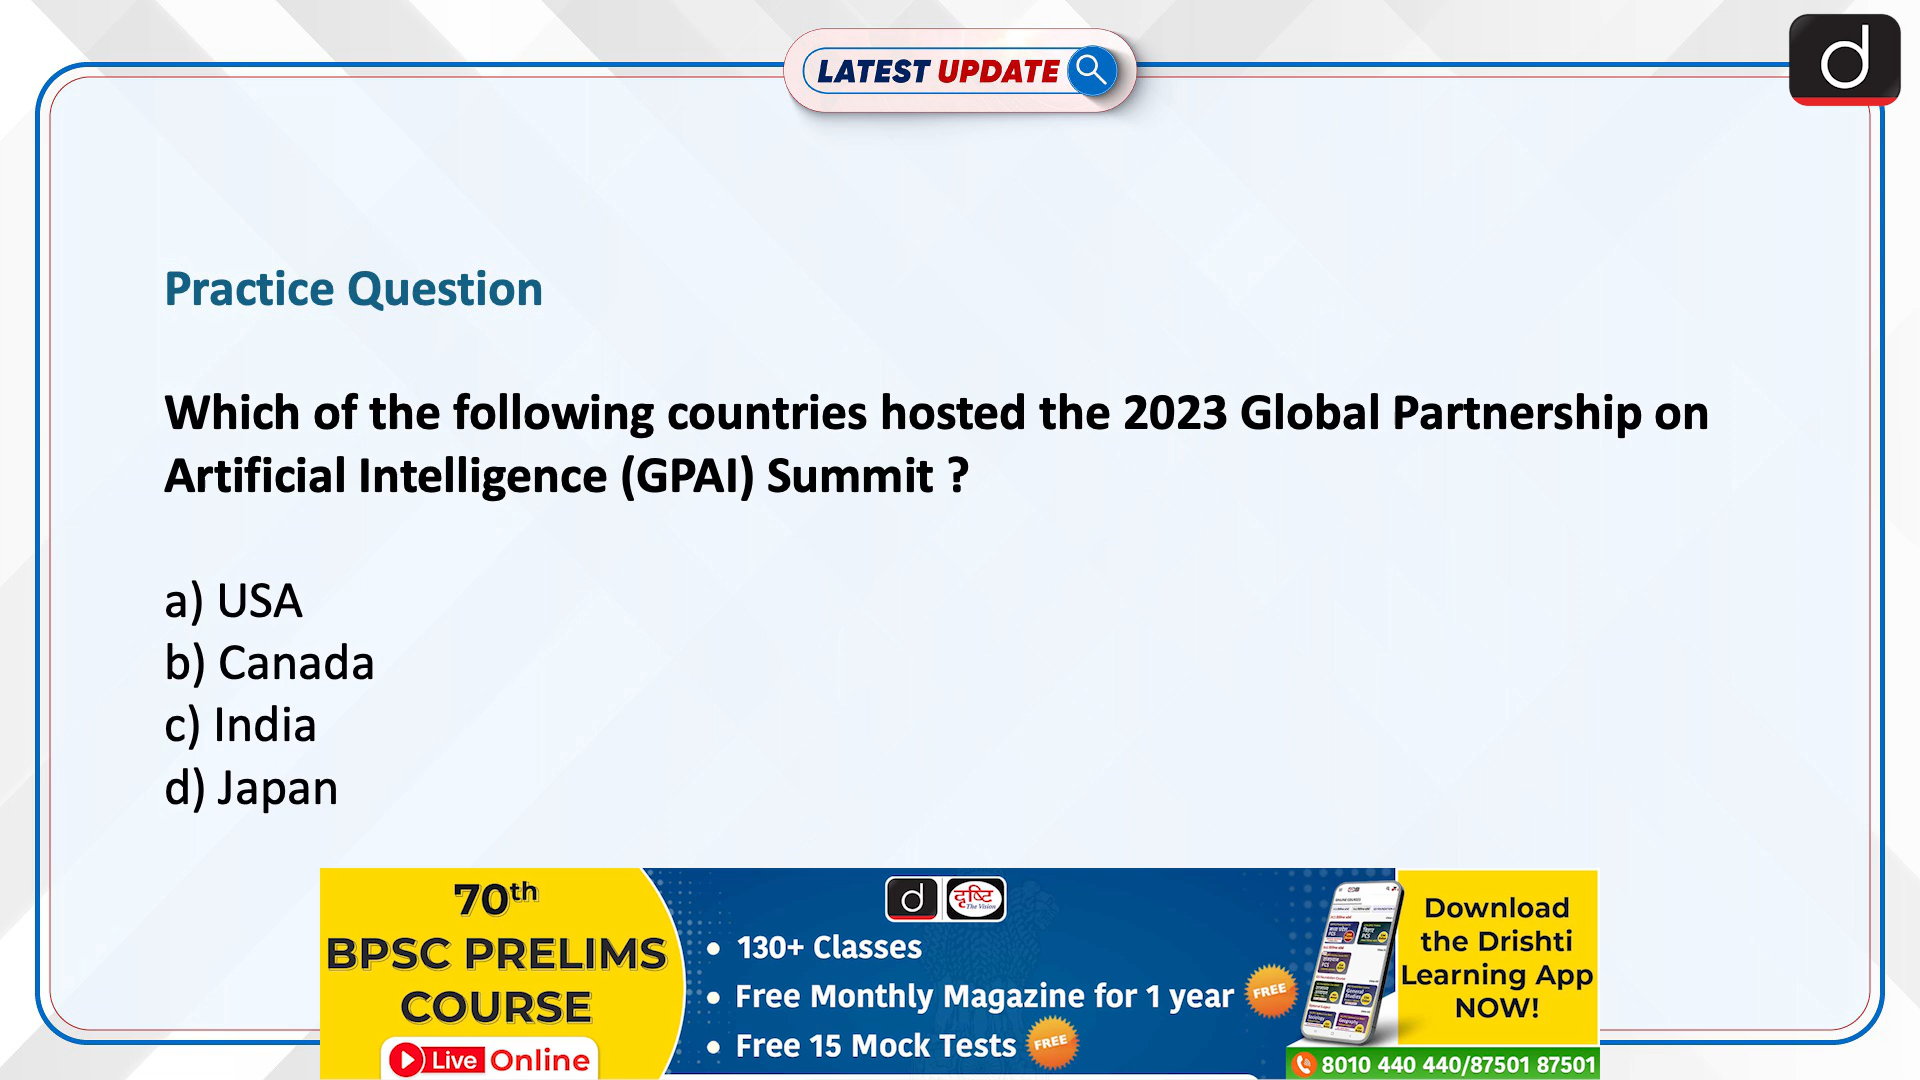 LATEST UPDATE
d
Practice Question
Which of the following countries hosted the 2023 Global Partnership on
Artificial Intelligence (GPAI) Summit ?
a) USA
b) Canada
c) India
d) Japan
70th
BPSC PRELIMS
COURSE
Live Online
d
दृष्टि
The Vision
• 130+ Classes
• Free Monthly Magazine for 1 year FREE
• Free 15 Mock Tests FREE
Download
the Drishti
Learning App
NOW!
8010 440 440/87501 87501